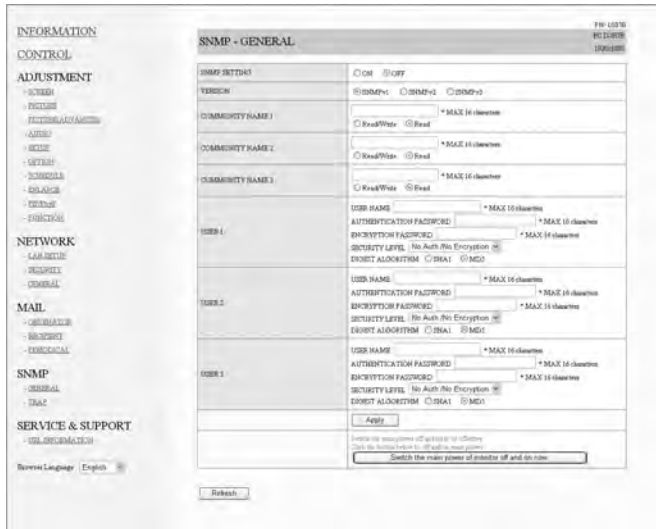 INFORMATION
CONTROL
ADJUSTMENT
- SCREEN
- PICTURE
- PICTURE(ADVANCED)
- AUDIO
- SETUP
- OPTION
- SCHEDULE
- ENLARGE
- FUNCTION
NETWORK
- LAN SETUP
- SECURITY
- GENERAL
MAIL
- ORIGINATOR
- RECIPIENT
- PERIODICAL
SNMP
- GENERAL
- TRAP
SERVICE & SUPPORT
- URL INFORMATION
Browser Language English
SNMP - GENERAL
SNMP SETTING
ON OFF
VERSION
SNMPv1 SNMPv2 SNMPv3
COMMUNITY NAME 1
* MAX 16 characters
Read/Write Read
COMMUNITY NAME 2
* MAX 16 characters
Read/Write Read
COMMUNITY NAME 3
* MAX 16 characters
Read/Write Read
USER 1
USER NAME * MAX 16 characters
AUTHENTICATION PASSWORD * MAX 16 characters
ENCRYPTION PASSWORD * MAX 16 characters
SECURITY LEVEL No Auth /No Encryption
DIGEST ALGORITHM SHA1 MD5
USER 2
USER NAME * MAX 16 characters
AUTHENTICATION PASSWORD * MAX 16 characters
ENCRYPTION PASSWORD * MAX 16 characters
SECURITY LEVEL No Auth /No Encryption
DIGEST ALGORITHM SHA1 MD5
USER 3
USER NAME * MAX 16 characters
AUTHENTICATION PASSWORD * MAX 16 characters
ENCRYPTION PASSWORD * MAX 16 characters
SECURITY LEVEL No Auth /No Encryption
DIGEST ALGORITHM SHA1 MD5
Apply
Switch the main power of monitor off and on now.
Refresh